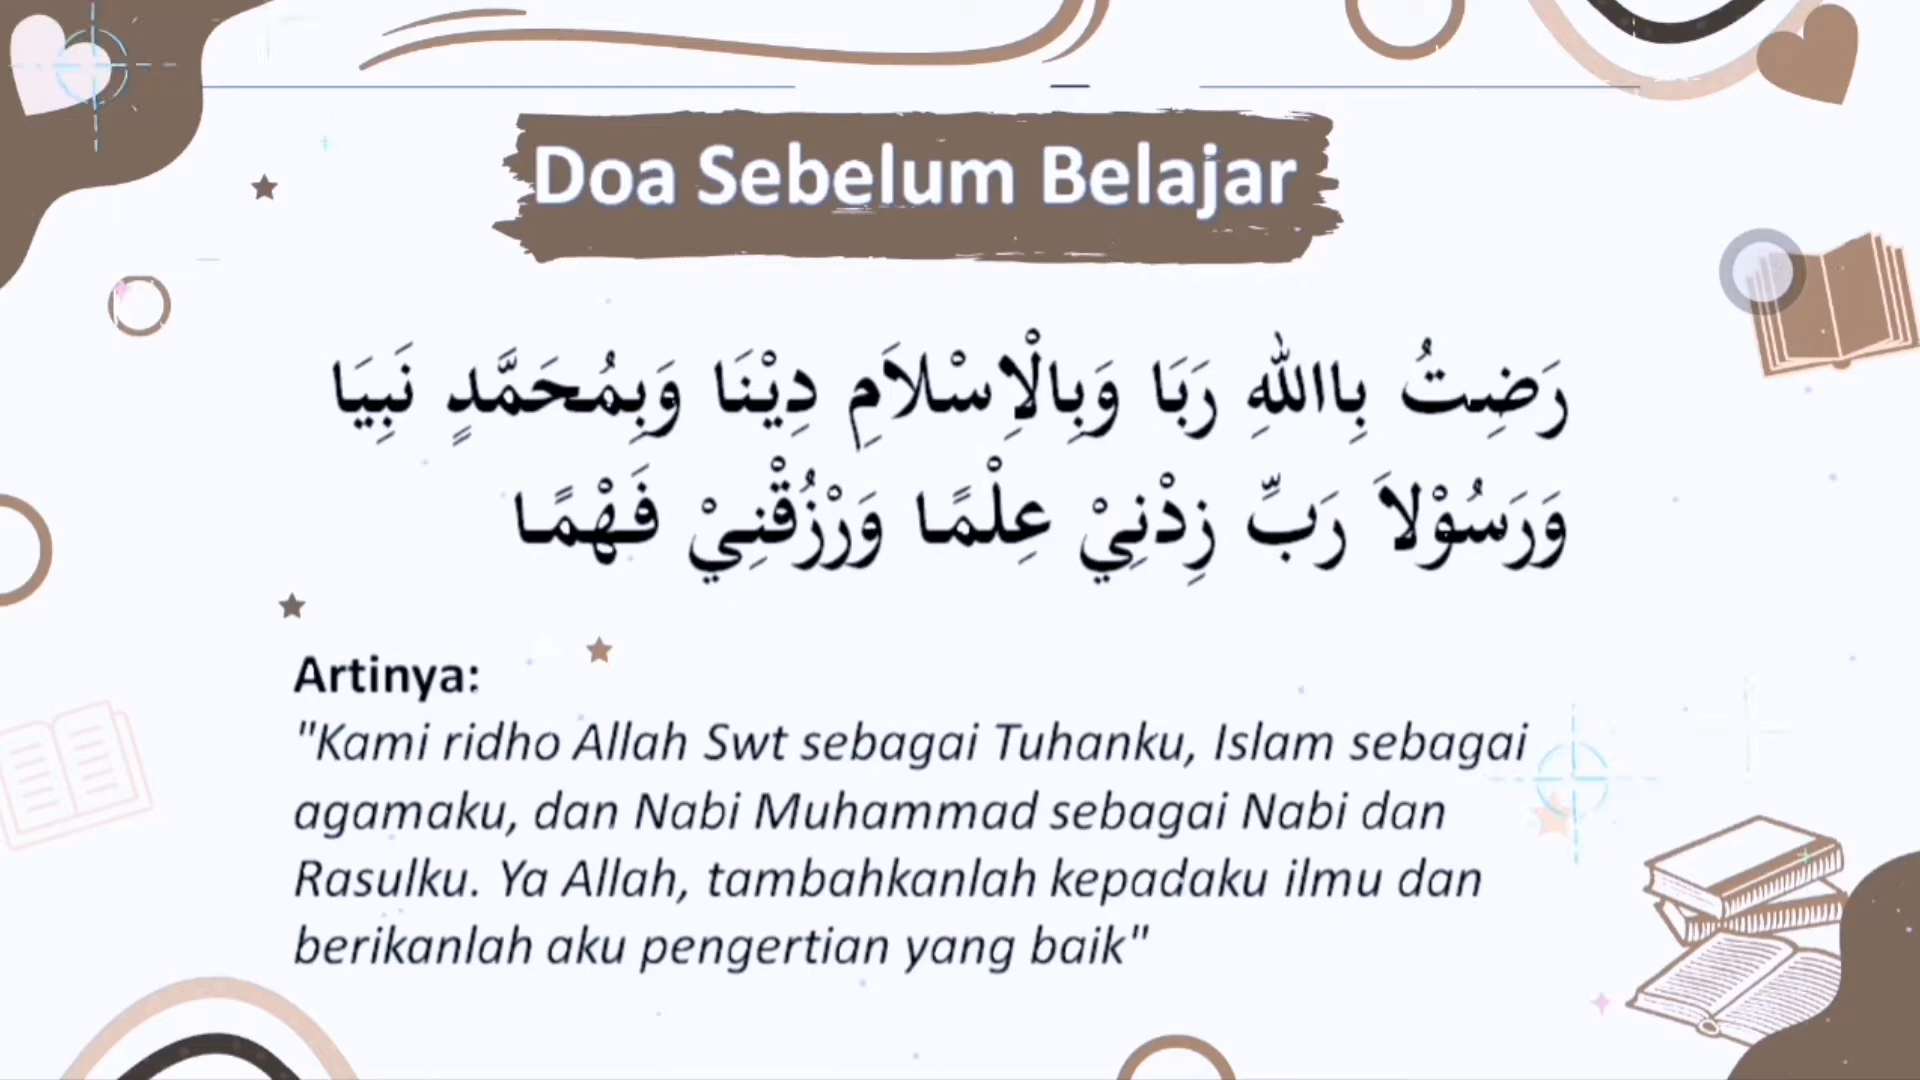 Doa Sebelum Belajar
رَضِتُ بِاللهِ رَبَا وَبِالْاِسْلاَمِ دِيْنَا وَبِمُحَمَّدٍ نَبِيَا
وَرَسُوْلاَ رَبِّ زِدْنِيْ عِلْمًا وَرْزُقْنِيْ فَهْمًا
Artinya:
"Kami ridho Allah Swt sebagai Tuhanku, Islam sebagai
agamaku, dan Nabi Muhammad sebagai Nabi dan
Rasulku. Ya Allah, tambahkanlah kepadaku ilmu dan
berikanlah aku pengertian yang baik"